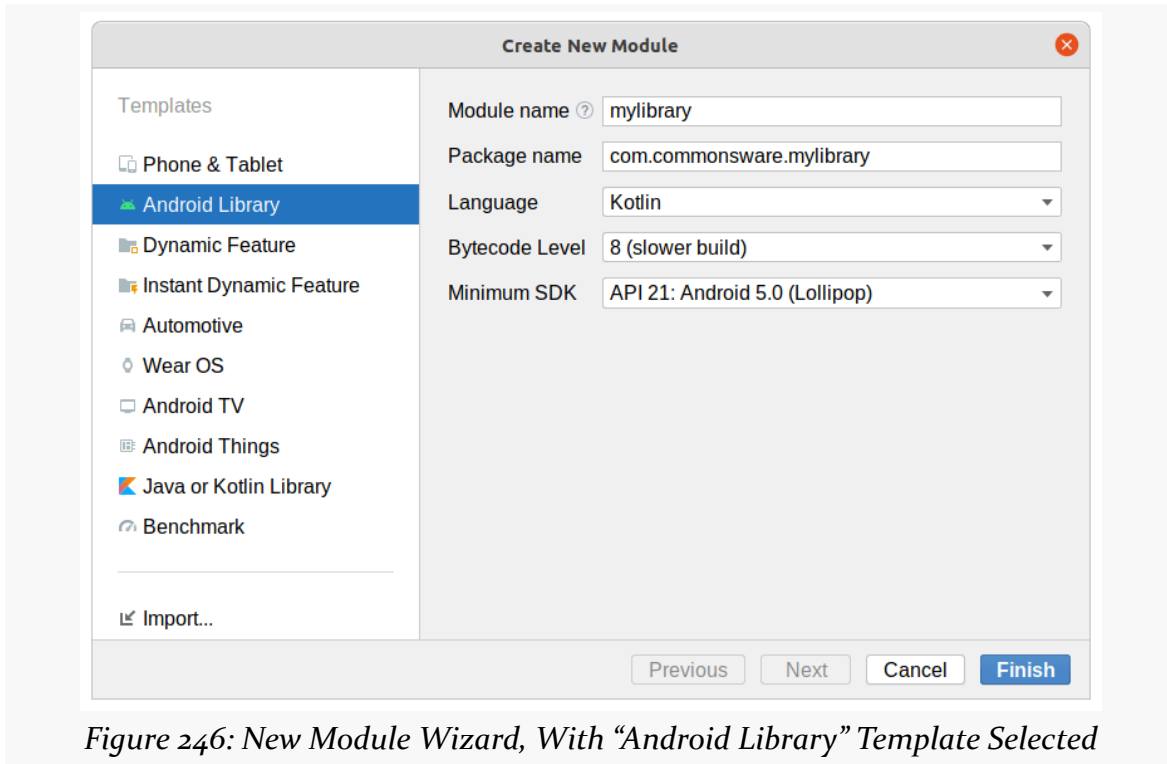 Create New Module
Templates
Phone & Tablet
Android Library
Dynamic Feature
Instant Dynamic Feature
Automotive
Wear OS
Android TV
Android Things
Java or Kotlin Library
Benchmark
Import...
Module name ? mylibrary
Package name com.commonsware.mylibrary
Language Kotlin
Bytecode Level 8 (slower build)
Minimum SDK API 21: Android 5.0 (Lollipop)
Previous Next Cancel Finish
Figure 246: New Module Wizard, With “Android Library” Template Selected